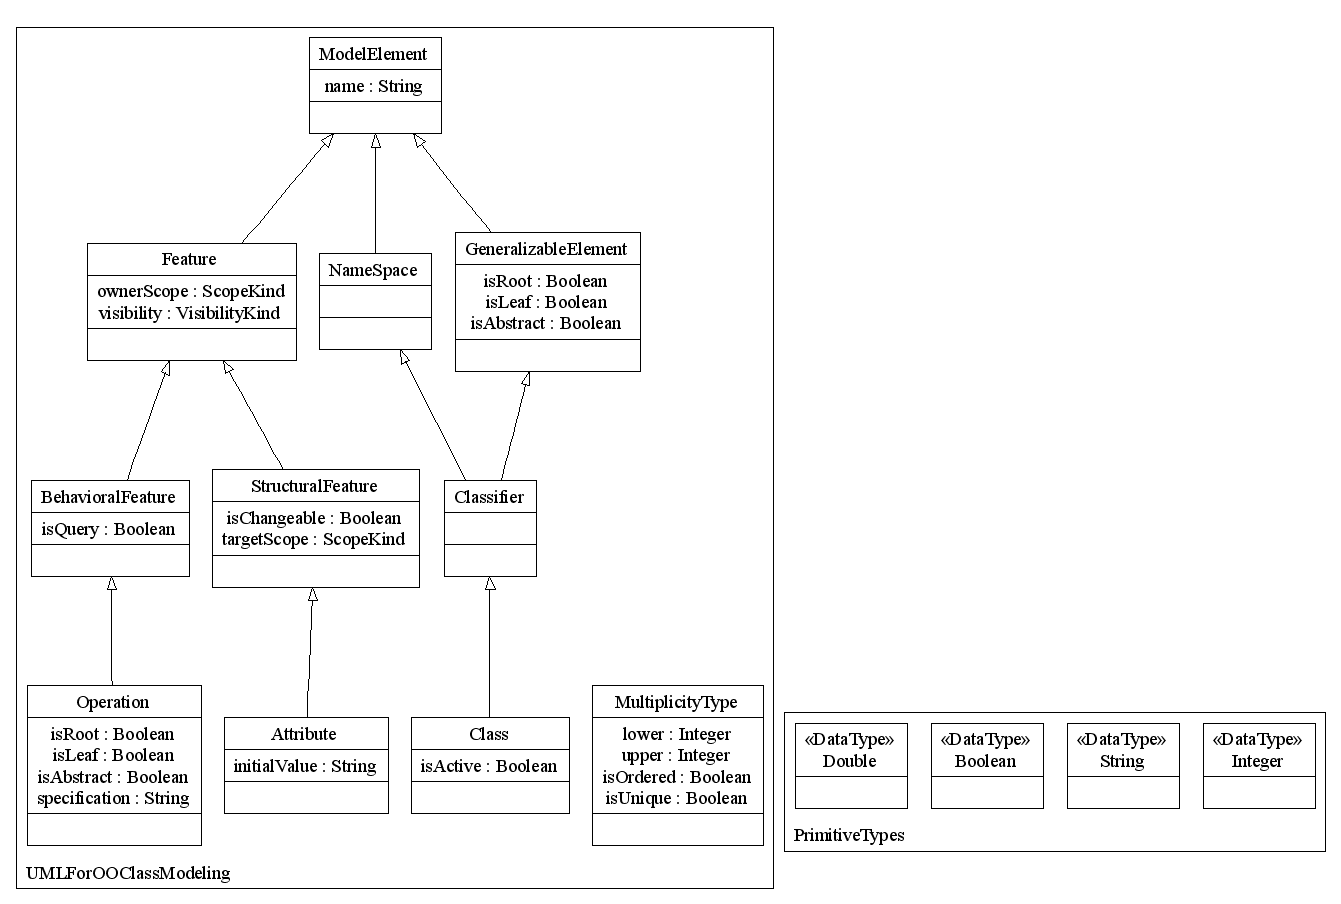 ModelElement
name : String
Feature
ownerScope : ScopeKind
visibility : VisibilityKind
NameSpace
GeneralizableElement
isRoot : Boolean
isLeaf : Boolean
isAbstract : Boolean
BehavioralFeature
isQuery : Boolean
StructuralFeature
isChangeable : Boolean
targetScope : ScopeKind
Classifier
Operation
isRoot : Boolean
isLeaf : Boolean
isAbstract : Boolean
specification : String
Attribute
initialValue : String
Class
isActive : Boolean
MultiplicityType
lower : Integer
upper : Integer
isOrdered : Boolean
isUnique : Boolean
UMLForOOClassModeling
«DataType»
Double
«DataType»
Boolean
«DataType»
String
«DataType»
Integer
PrimitiveTypes